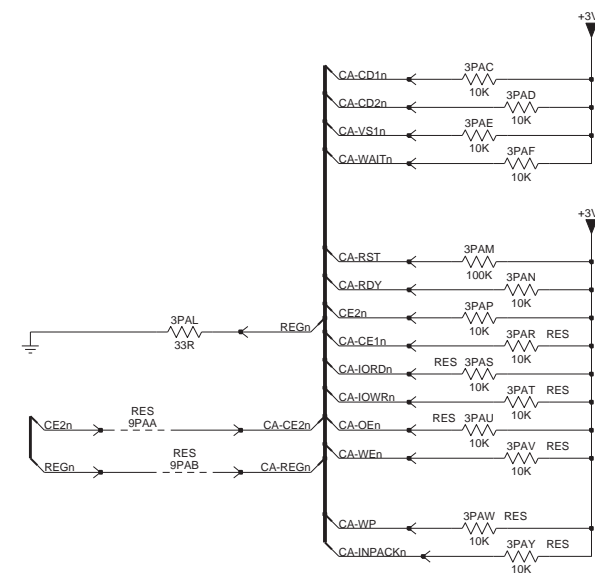 +3V
CA-CD1n
3PAC
10K
CA-CD2n
3PAD
10K
CA-VS1n
3PAE
10K
CA-WAITn
3PAF
10K
+3V
CA-RST
3PAM
100K
CA-RDY
3PAN
10K
CE2n
3PAP
10K
CA-CE1n
3PAR RES
10K
CA-IORDn
RES 3PAS
10K
CA-IOWRn
3PAT RES
10K
CA-OEn
RES 3PAU
10K
CA-WEn
3PAV RES
10K
CA-WP
3PAW RES
10K
CA-INPACKn
3PAY RES
10K
3PAL
33R
REGn
CE2n
RES
9PAA
CA-CE2n
REGn
RES
9PAB
CA-REGn